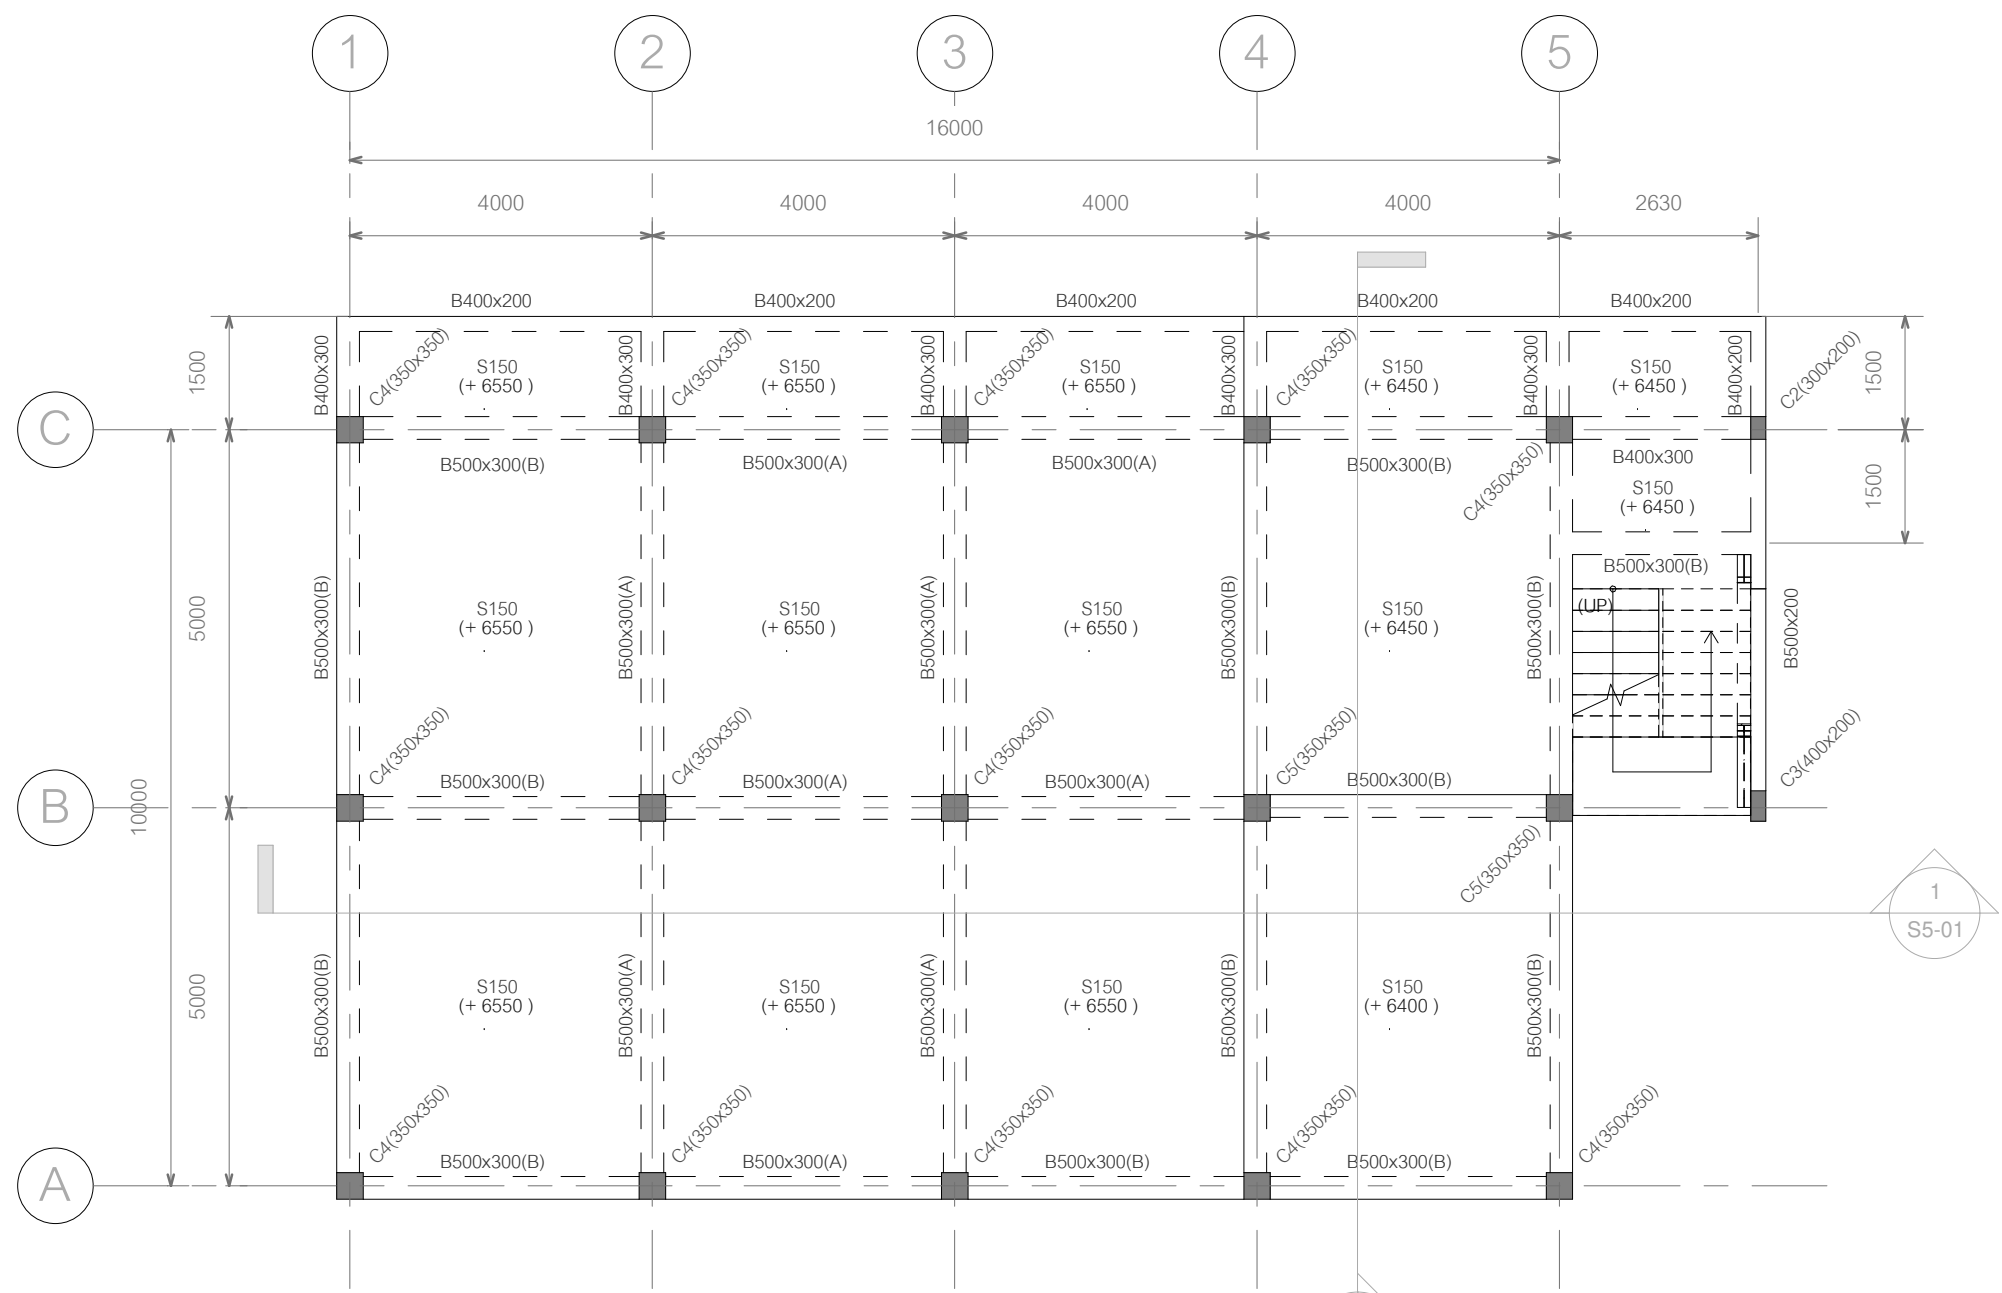 1
2
3
4
5
16000
4000
4000
4000
4000
2630
B400x200
B400x200
B400x200
B400x200
B400x200
1500
B400x300
C4(350x350)
S150
(+ 6550 )
B400x300
C4(350x350)
S150
(+ 6550 )
B400x300
C4(350x350)
S150
(+ 6550 )
B400x300
C4(350x350)
S150
(+ 6450 )
B400x300
S150
(+ 6450 )
B400x200
C2(300x200)
1500
C
B500x300(B)
B500x300(A)
B500x300(A)
B500x300(B)
C4(350x350)
B400x300
S150
(+ 6450 )
1500
5000
B500x300(B)
S150
(+ 6550 )
B500x300(A)
S150
(+ 6550 )
B500x300(A)
S150
(+ 6550 )
B500x300(B)
S150
(+ 6450 )
B500x300(B)
B500x300(B)
(UP)
B500x200
C4(350x350)
C4(350x350)
C4(350x350)
C5(350x350)
C3(400x200)
B500x300(B)
B500x300(A)
B500x300(A)
B500x300(B)
10000
B
C5(350x350)
1
S5-01
5000
B500x300(B)
S150
(+ 6550 )
B500x300(A)
S150
(+ 6550 )
B500x300(A)
S150
(+ 6550 )
B500x300(B)
S150
(+ 6400 )
B500x300(B)
C4(350x350)
C4(350x350)
C4(350x350)
C4(350x350)
C4(350x350)
B500x300(B)
B500x300(A)
B500x300(B)
B500x300(B)
A